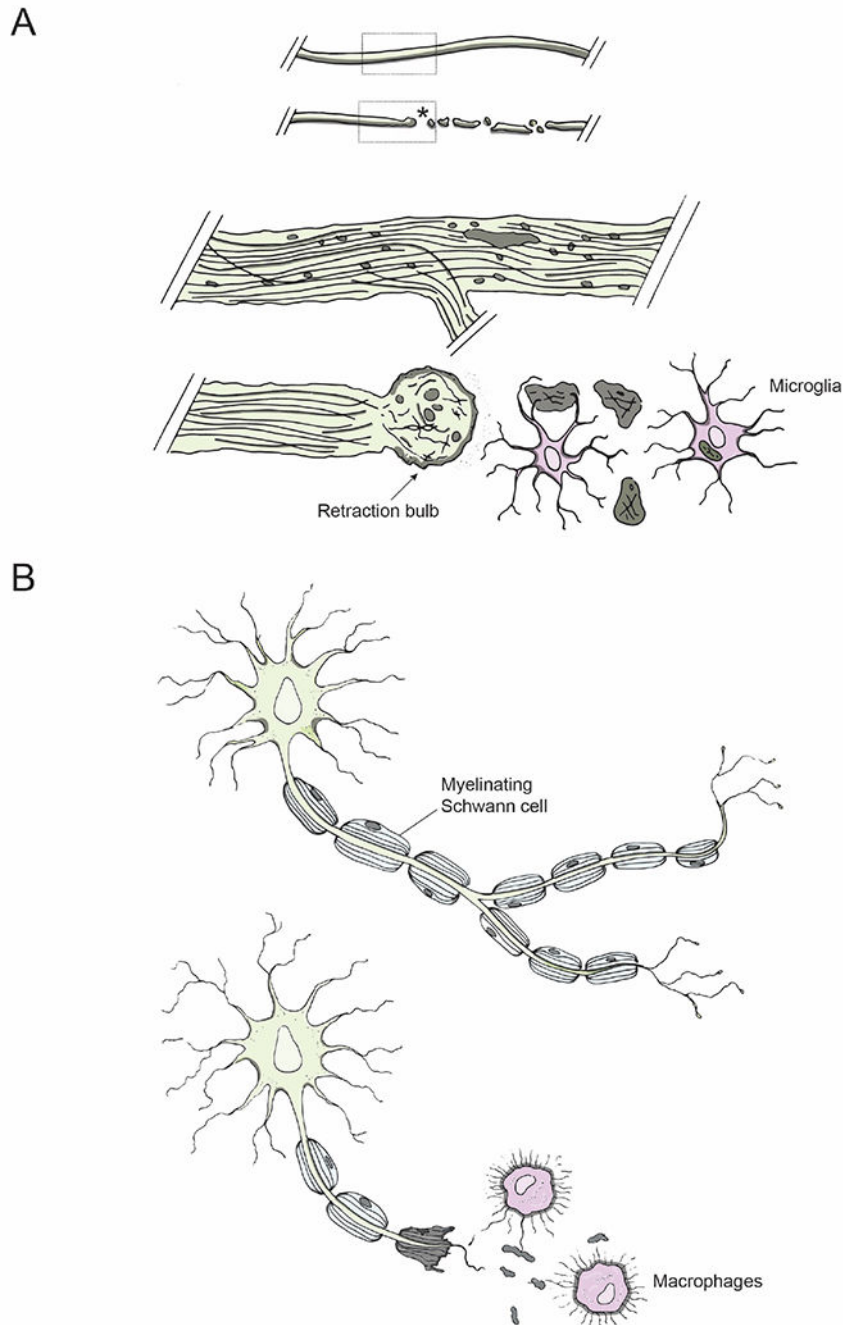 A
*
Microglia
Retraction bulb
B
Myelinating
Schwann cell
Macrophages